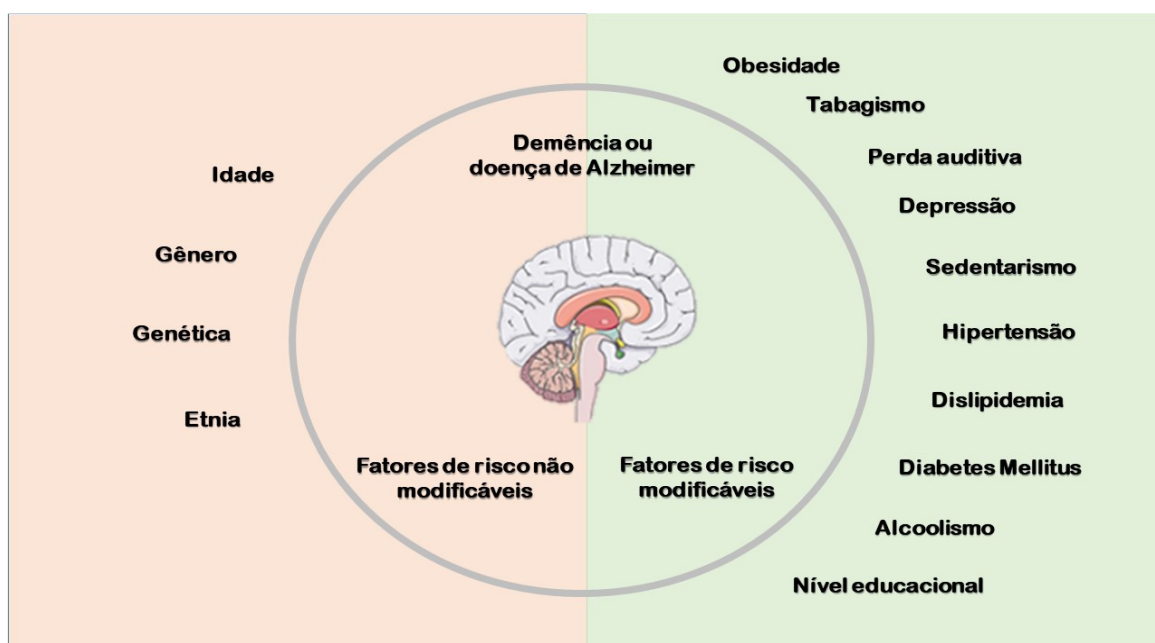 Demência ou
doença de Alzheimer
Idade
Gênero
Genética
Etnia
Fatores de risco não
modificáveis
Fatores de risco
modificáveis
Obesidade
Tabagismo
Perda auditiva
Depressão
Sedentarismo
Hipertensão
Dislipidemia
Diabetes Mellitus
Alcoolismo
Nível educacional